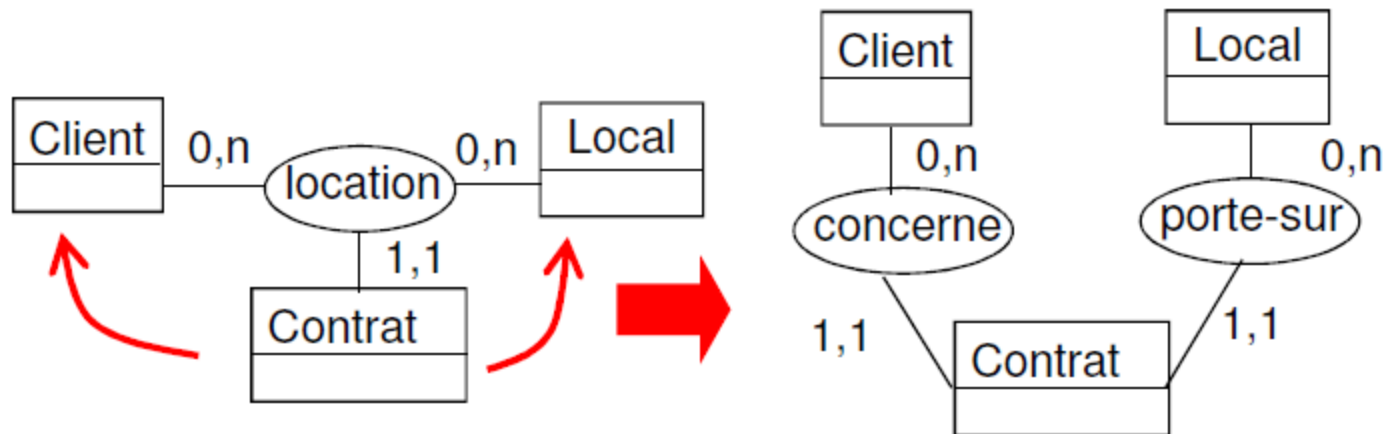 Client
0,n
location
0,n
Local
1,1
Contrat
Client
0,n
concerne
1,1
Local
0,n
porte-sur
1,1
Contrat